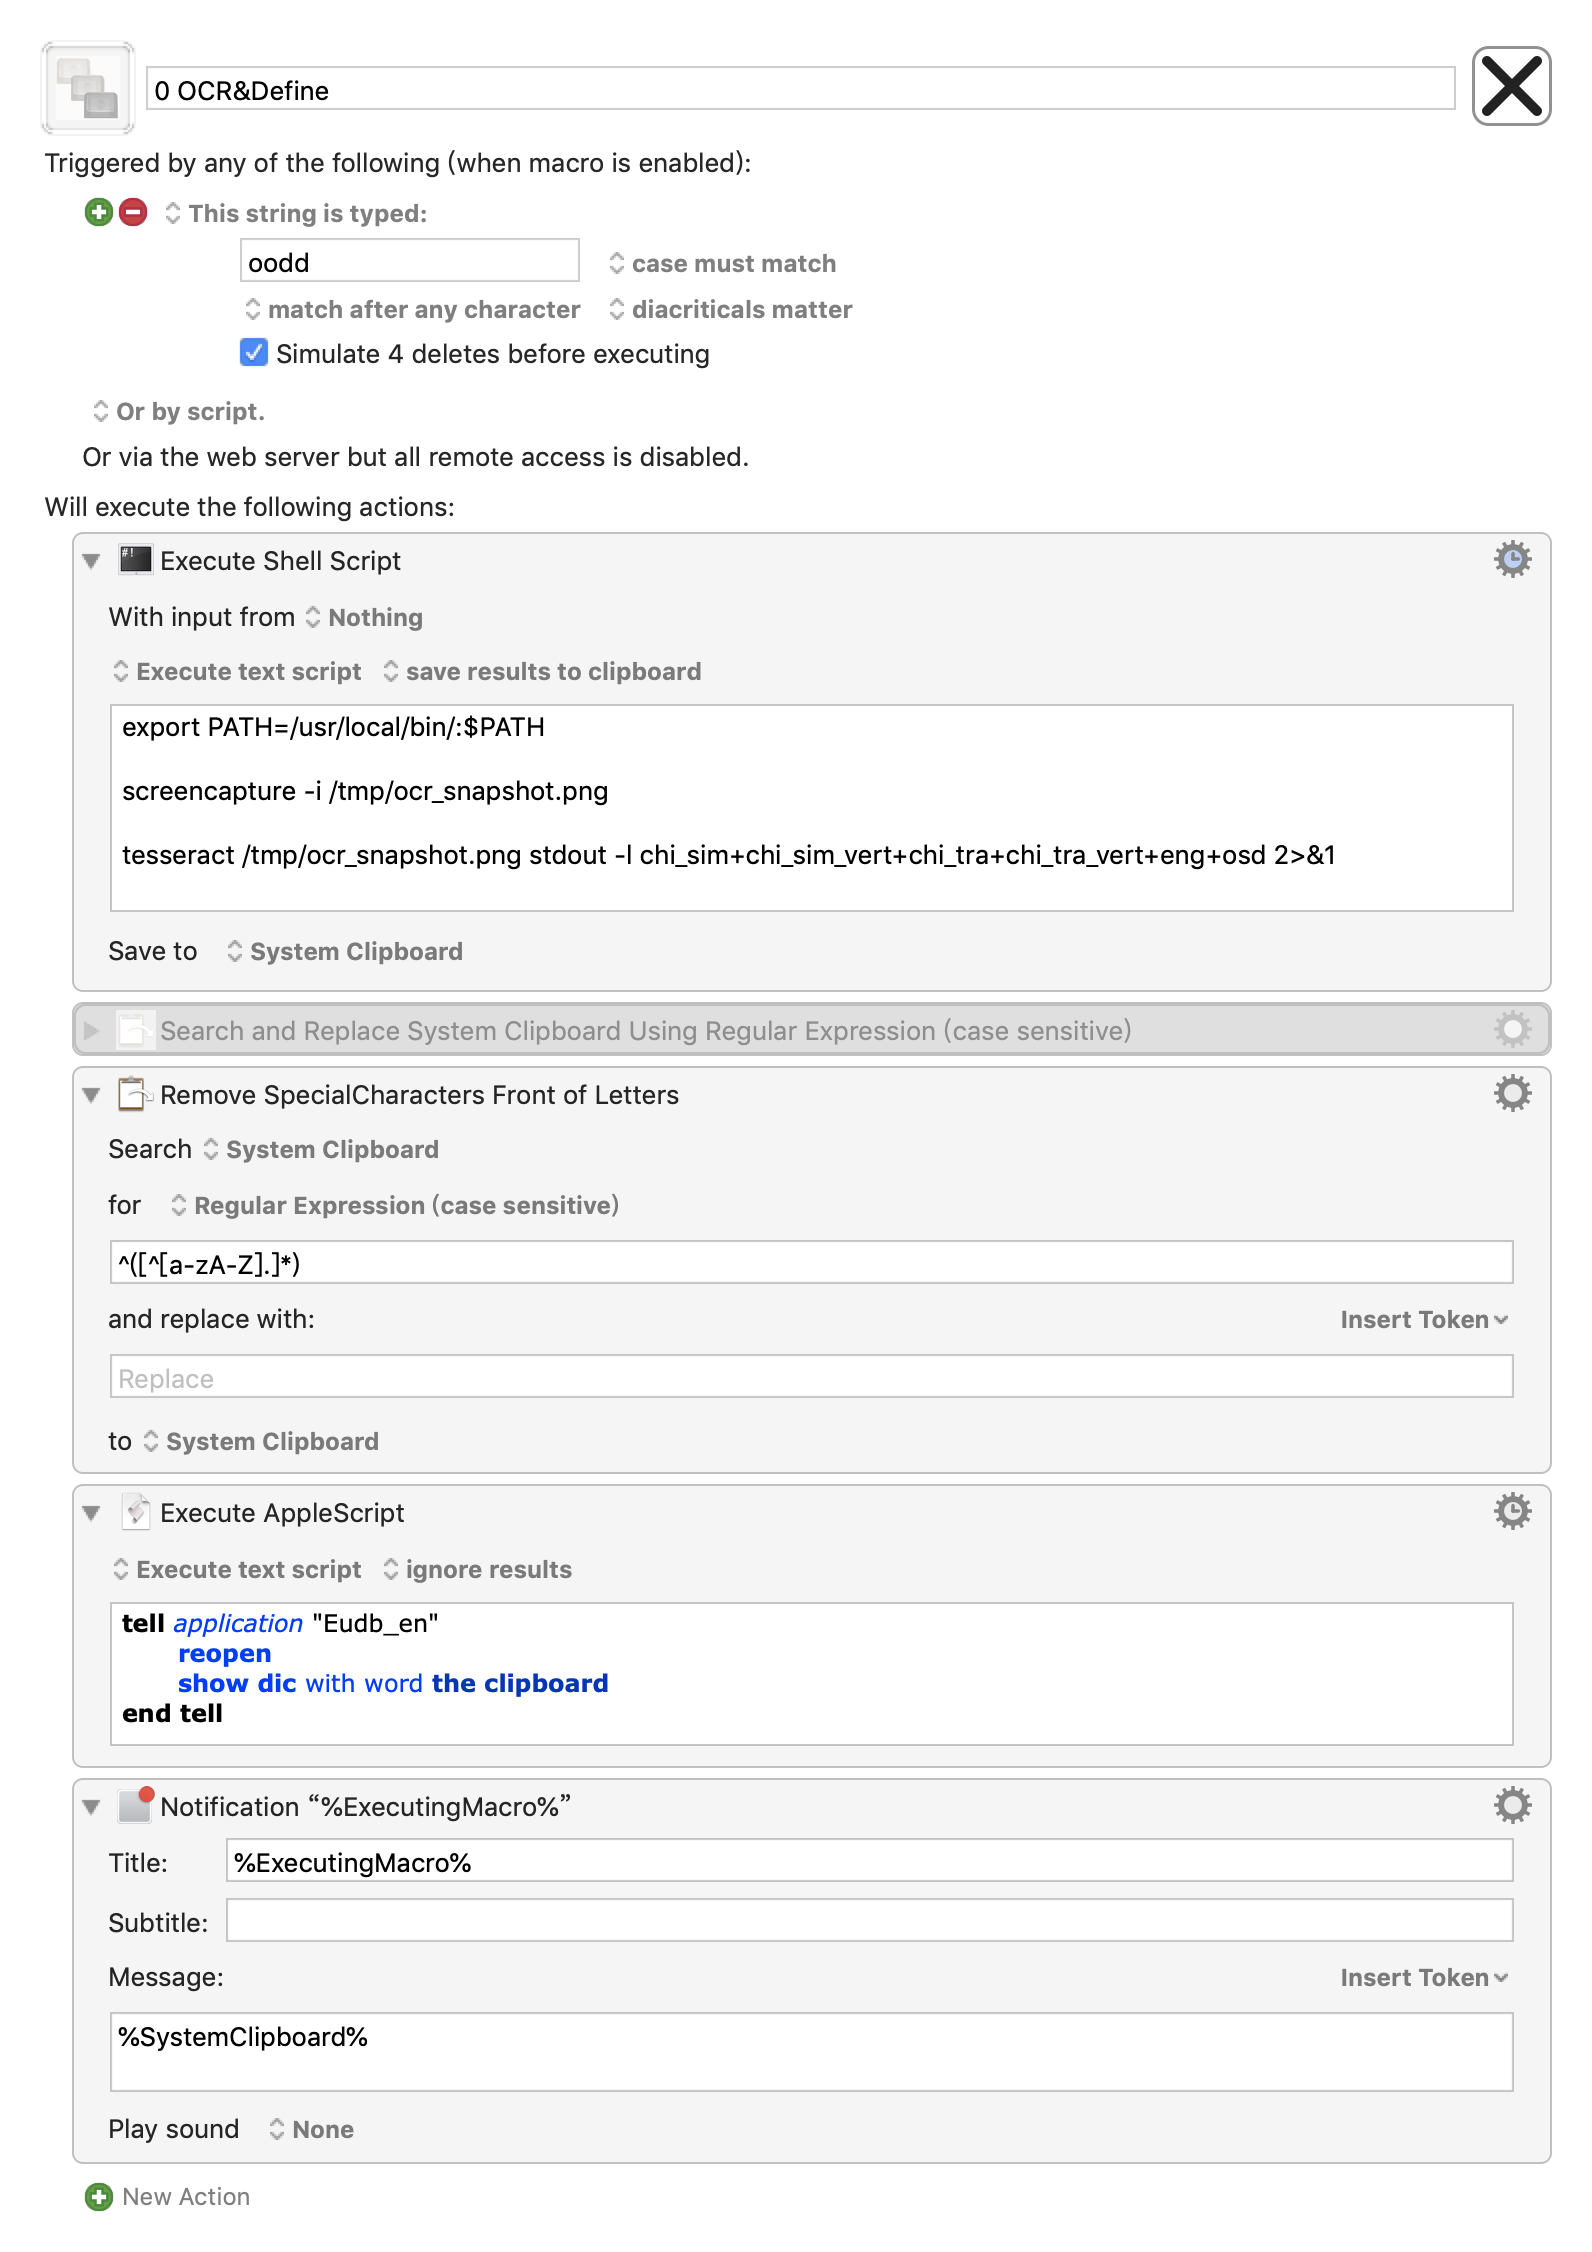 0 OCR&Define
Triggered by any of the following (when macro is enabled):
This string is typed:
oodd case must match
match after any character diacriticals matter
Simulate 4 deletes before executing
Or by script.
Or via the web server but all remote access is disabled.
Will execute the following actions:
#! Execute Shell Script
With input from Nothing
Execute text script save results to clipboard
export PATH=/usr/local/bin/:$PATH
screencapture -i /tmp/ocr_snapshot.png
tesseract /tmp/ocr_snapshot.png stdout -l chi_sim+chi_sim_vert+chi_tra+chi_tra_vert+eng+osd 2>&1
Save to System Clipboard
Search and Replace System Clipboard Using Regular Expression (case sensitive)
Remove SpecialCharacters Front of Letters
Search System Clipboard
for Regular Expression (case sensitive)
^([^[a-zA-Z].]*)
and replace with: Insert Token
Replace
to System Clipboard
Execute AppleScript
Execute text script ignore results
tell application "Eudb_en"
reopen
show dic with word the clipboard
end tell
Notification “%ExecutingMacro%”
Title: %ExecutingMacro%
Subtitle:
Message: Insert Token
%SystemClipboard%
Play sound None
New Action